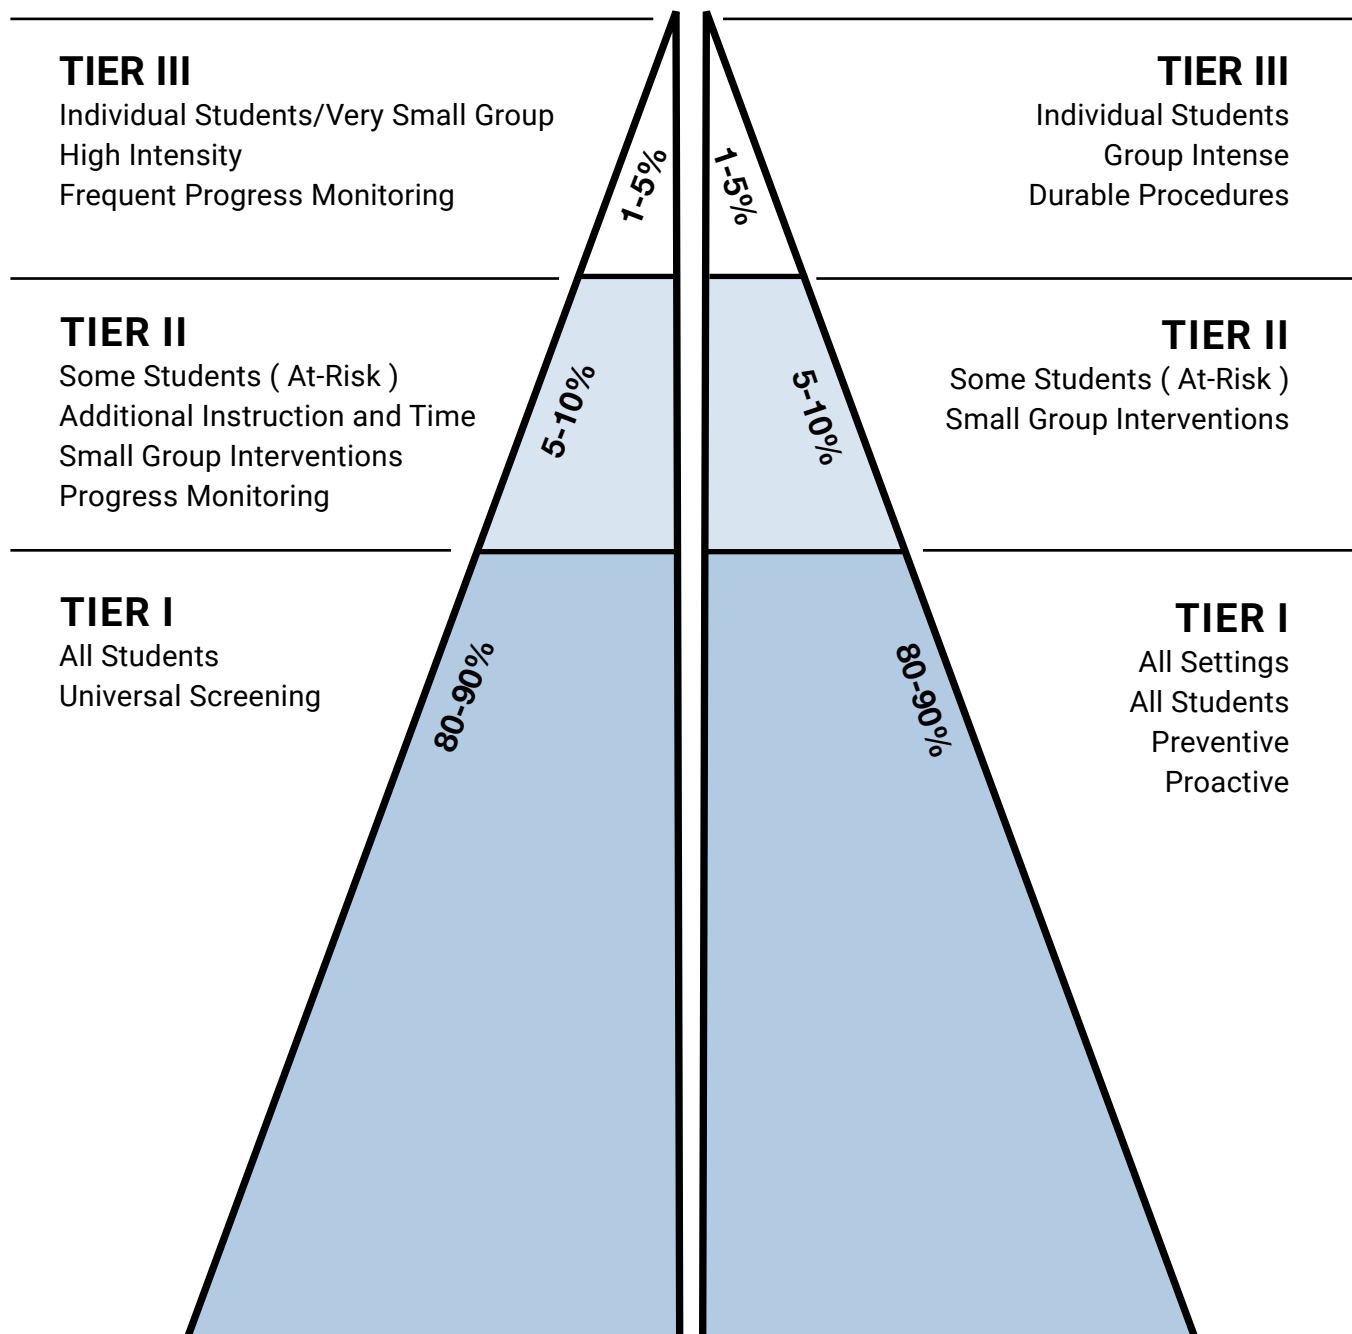 TIER III
Individual Students/Very Small Group
High Intensity
Frequent Progress Monitoring
1-5%
1-5%
TIER III
Individual Students
Group Intense
Durable Procedures
TIER II
Some Students ( At-Risk )
Additional Instruction and Time
Small Group Interventions
Progress Monitoring
5-10%
5-10%
TIER II
Some Students ( At-Risk )
Small Group Interventions
TIER I
All Students
Universal Screening
80-90%
80-90%
TIER I
All Settings
All Students
Preventive
Proactive